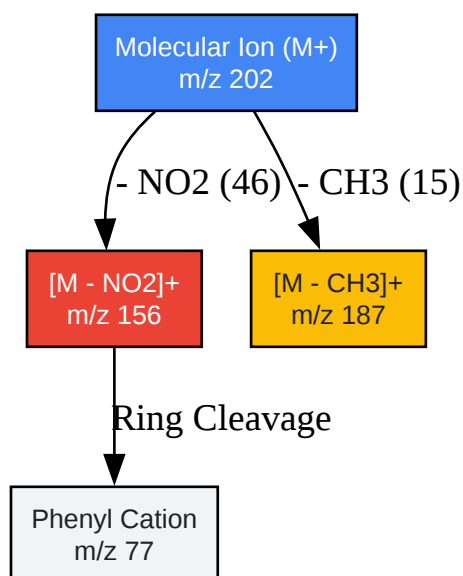 Molecular Ion (M+)
m/z 202
- NO2 (46)
- CH3 (15)
[M - NO2]+
m/z 156
[M - CH3]+
m/z 187
Ring Cleavage
Phenyl Cation
m/z 77